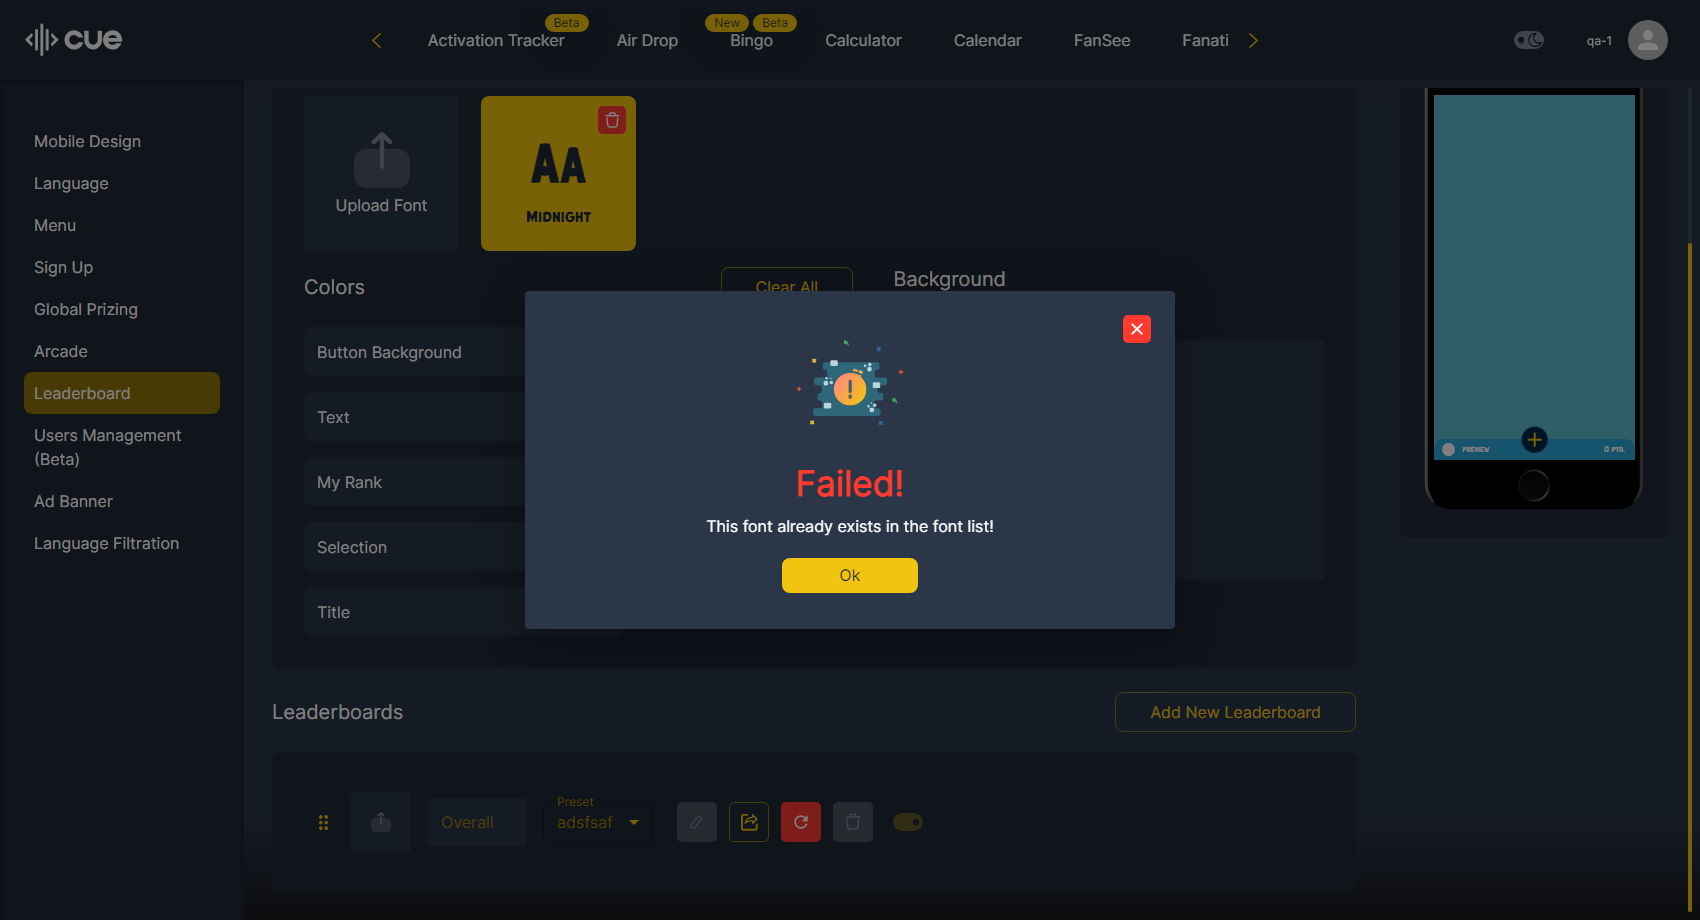 cue
Beta
New
Beta
Activation Tracker
Air Drop
Bingo
Calculator
Calendar
FanSee
Fanati
qa-1
Mobile Design
Language
Menu
Sign Up
Global Prizing
Arcade
Leaderboard
Users Management
(Beta)
Ad Banner
Language Filtration
Upload Font
AA
MIDNIGHT
Colors
Clear All
Background
Button Background
Text
My Rank
Selection
Title
Failed!
This font already exists in the font list!
Ok
PREVIEW
0 PTS.
Leaderboards
Add New Leaderboard
Overall
Preset
adsfsaf